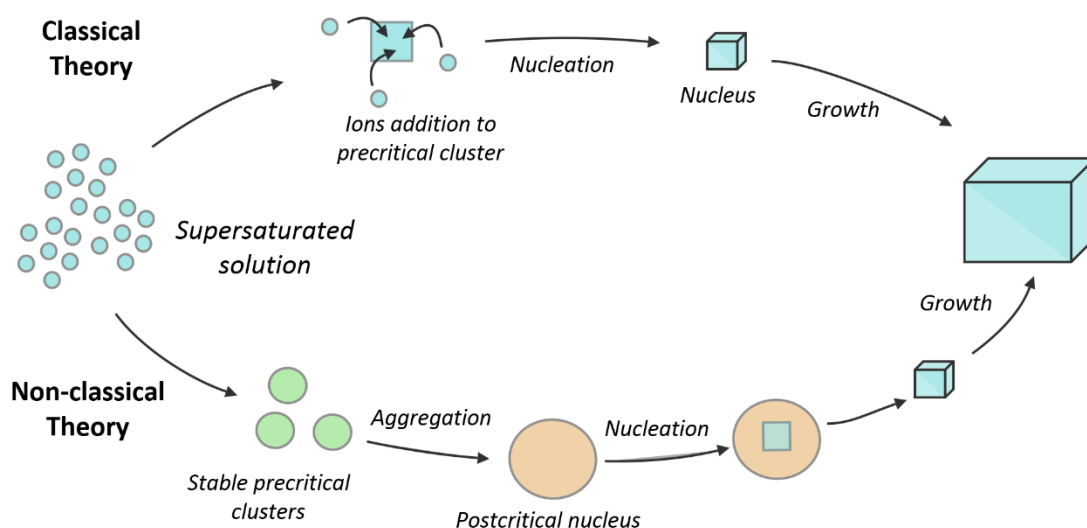 Classical
Theory
Nucleation
Nucleus
Growth
Ions addition to
precritical cluster
Supersaturated
solution
Growth
Non-classical
Theory
Aggregation
Nucleation
Stable precritical
clusters
Postcritical nucleus